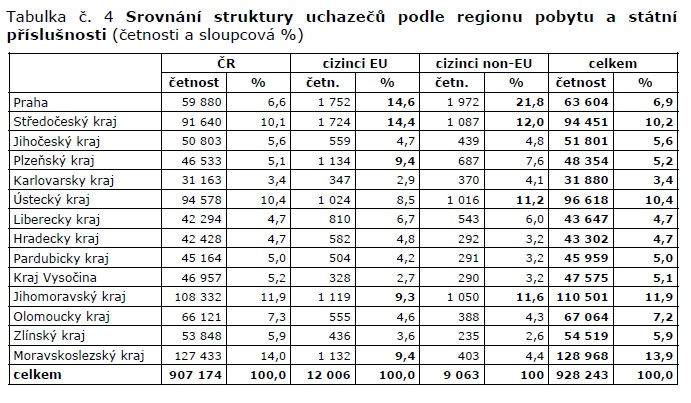 Tabulka č. 4 Srovnání struktury uchazečů podle regionu pobytu a státní
příslušnosti (četnosti a sloupcová %)
ČR cizinci EU cizinci non-EU celkem
četnost % četn. % četn. % četnost %
Praha 59 880 6,6 1 752 14,6 1 972 21,8 63 604 6,9
Středočeský kraj 91 640 10,1 1 724 14,4 1 087 12,0 94 451 10,2
Jihočeský kraj 50 803 5,6 559 4,7 439 4,8 51 801 5,6
Plzeňský kraj 46 533 5,1 1 134 9,4 687 7,6 48 354 5,2
Karlovarsky kraj 31 163 3,4 347 2,9 370 4,1 31 880 3,4
Ústecký kraj 94 578 10,4 1 024 8,5 1 016 11,2 96 618 10,4
Liberecky kraj 42 294 4,7 810 6,7 543 6,0 43 647 4,7
Hradecky kraj 42 428 4,7 582 4,8 292 3,2 43 302 4,7
Pardubicky kraj 45 164 5,0 504 4,2 291 3,2 45 959 5,0
Kraj Vysočina 46 957 5,2 328 2,7 290 3,2 47 575 5,1
Jihomoravský kraj 108 332 11,9 1 119 9,3 1 050 11,6 110 501 11,9
Olomoucky kraj 66 121 7,3 555 4,6 388 4,3 67 064 7,2
Zlínský kraj 53 848 5,9 436 3,6 235 2,6 54 519 5,9
Moravskoslezský kraj 127 433 14,0 1 132 9,4 403 4,4 128 968 13,9
celkem 907 174 100,0 12 006 100,0 9 063 100 928 243 100,0